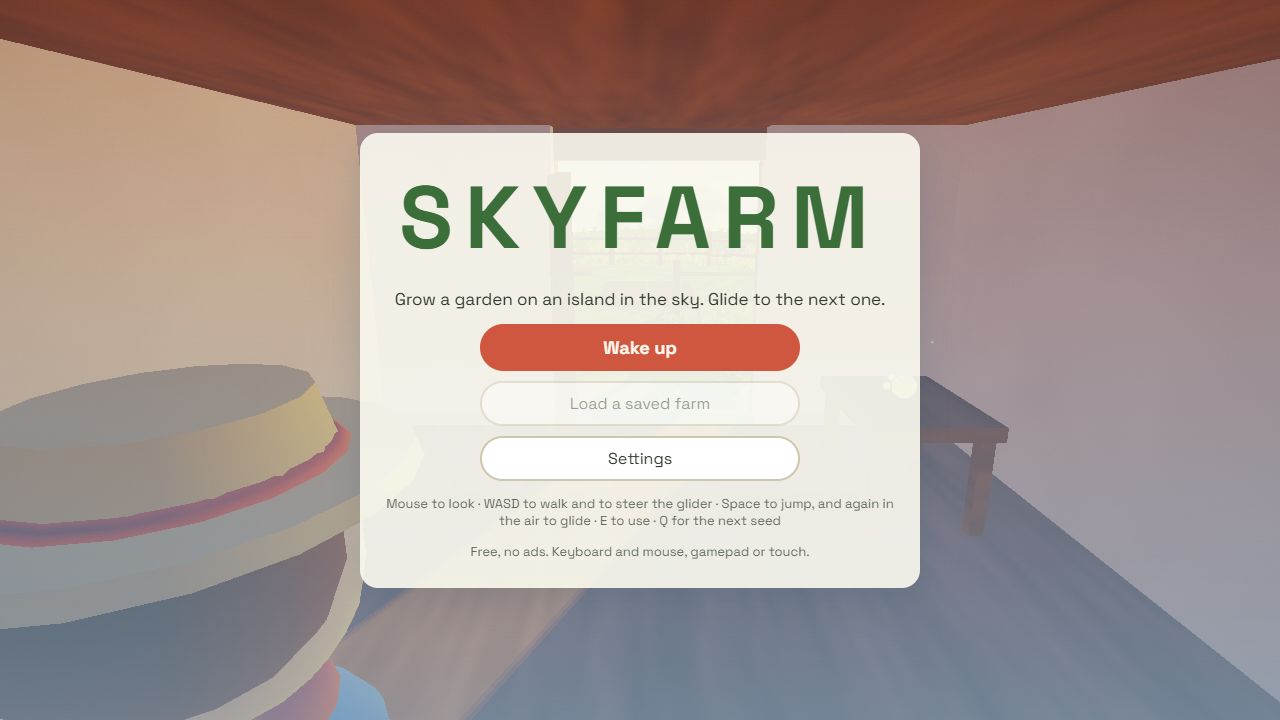 SKYFARM
Grow a garden on an island in the sky. Glide to the next one.
Wake up
Load a saved farm
Settings
Mouse to look · WASD to walk and to steer the glider · Space to jump, and again in
the air to glide · E to use · Q for the next seed
Free, no ads. Keyboard and mouse, gamepad or touch.